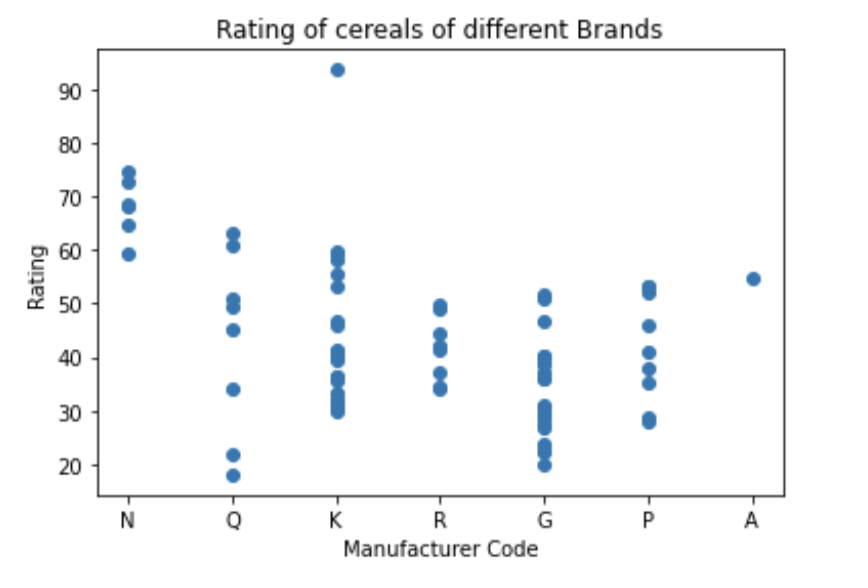 Rating of cereals of different Brands
90
80
70
60
50
40
30
20
Rating
N Q K R G P A
Manufacturer Code